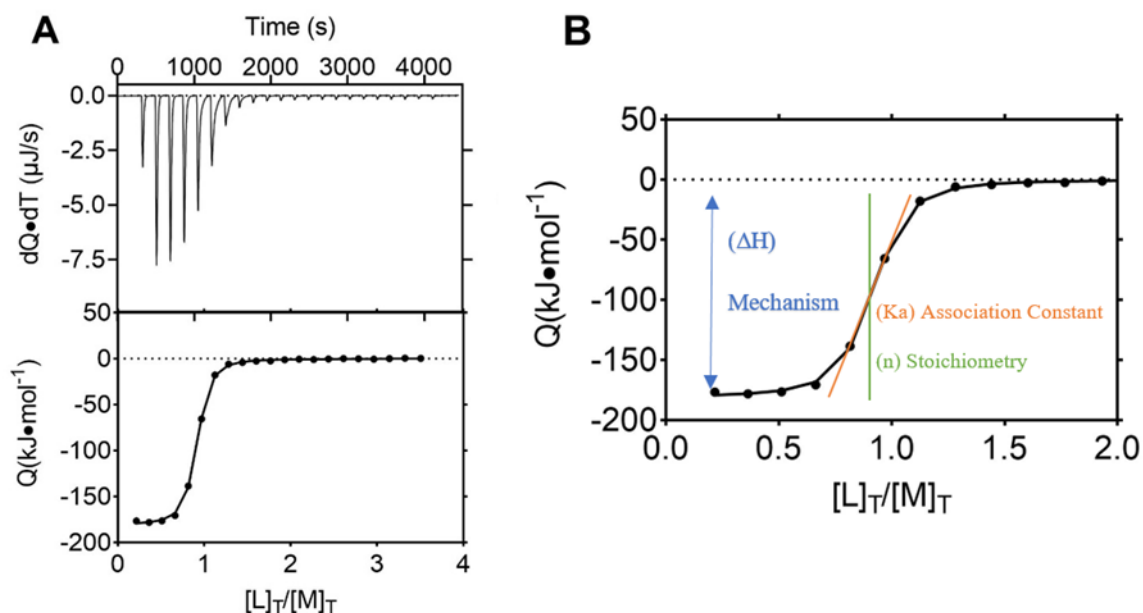 A
Time (s)
0 1000 2000 3000 4000
0.0
-2.5
-5.0
-7.5
dQ•dT (µJ/s)
50
0
-50
-100
-150
-200
Q(kJ•mol-1)
0 1 2 3 4
[L]T/[M]T
B
50
0
-50
-100
-150
-200
Q(kJ•mol-1)
(ΔH)
Mechanism
(Ka) Association Constant
(n) Stoichiometry
0.0 0.5 1.0 1.5 2.0
[L]T/[M]T